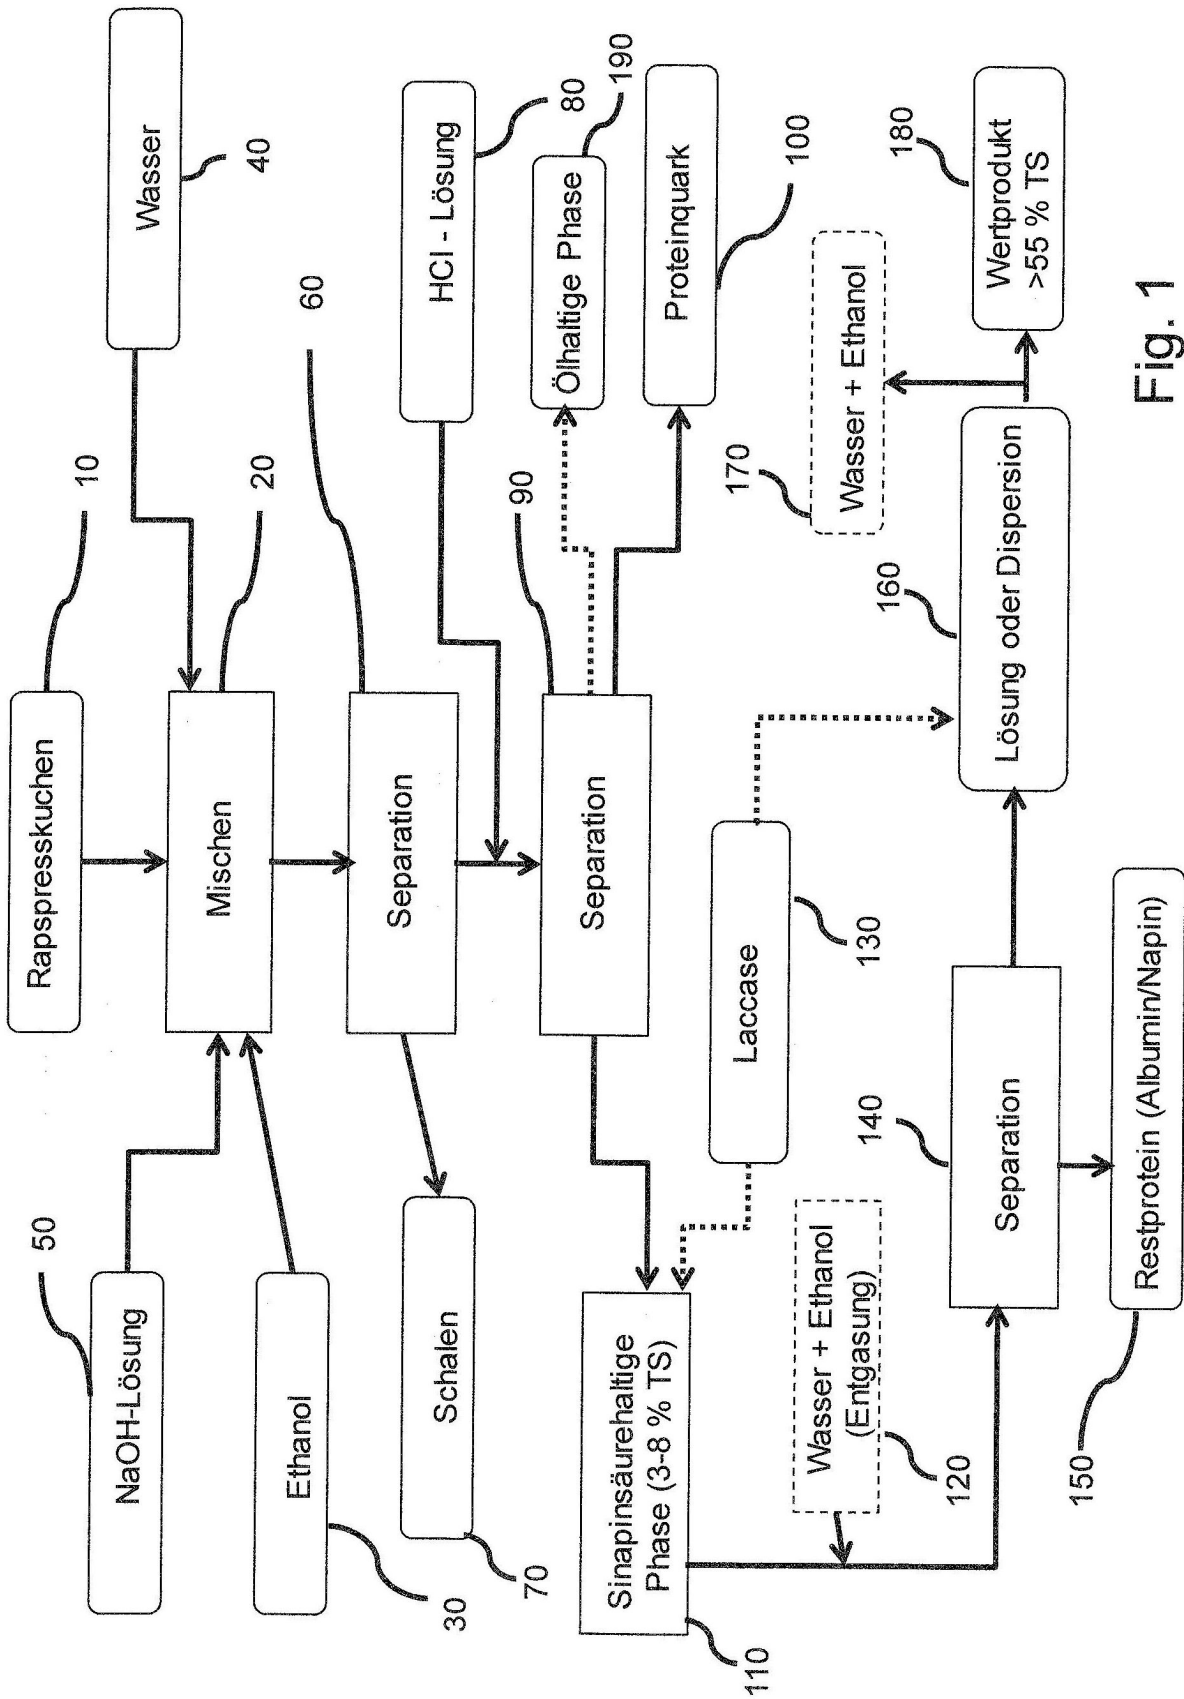 10
Rapspresskuchen
Wasser
40
50
NaOH-Lösung
Mischen
20
Ethanol
30
60
Separation
Schalen
70
HCl - Lösung
80
90
Separation
Ölhaltige Phase
190
Proteinquark
100
Sinapinsäurehaltige
Phase (3-8 % TS)
110
Laccase
130
Wasser + Ethanol
(Entgasung)
120
170
Wasser + Ethanol
180
Wertprodukt
>55 % TS
140
Separation
160
Lösung oder Dispersion
150
Restprotein (Albumin/Napin)
Fig. 1